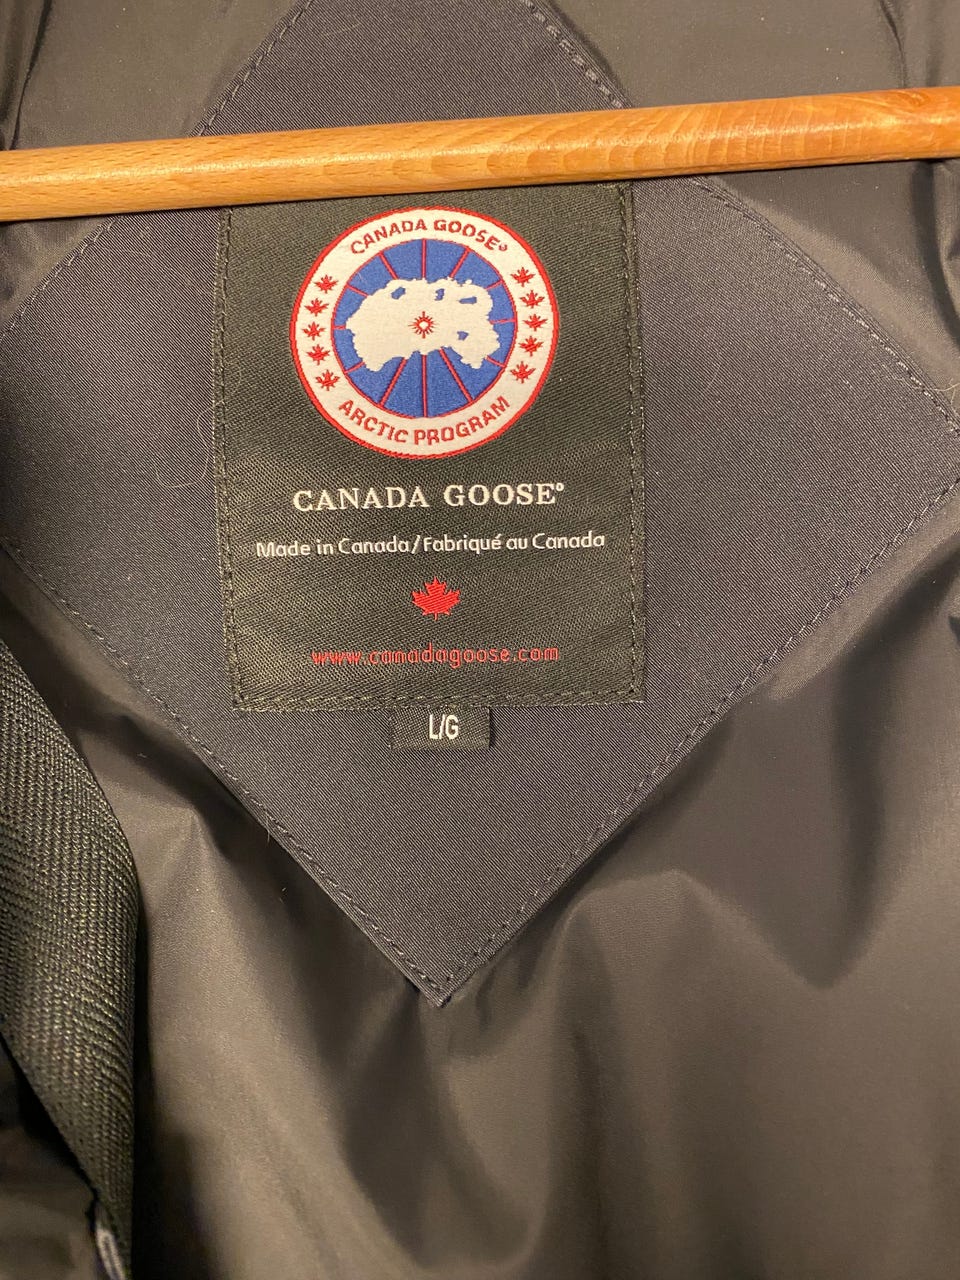 CANADA GOOSE®
ARCTIC PROGRAM
CANADA GOOSE®
Made in Canada/Fabriqué au Canada
www.canadagoose.com
L/G